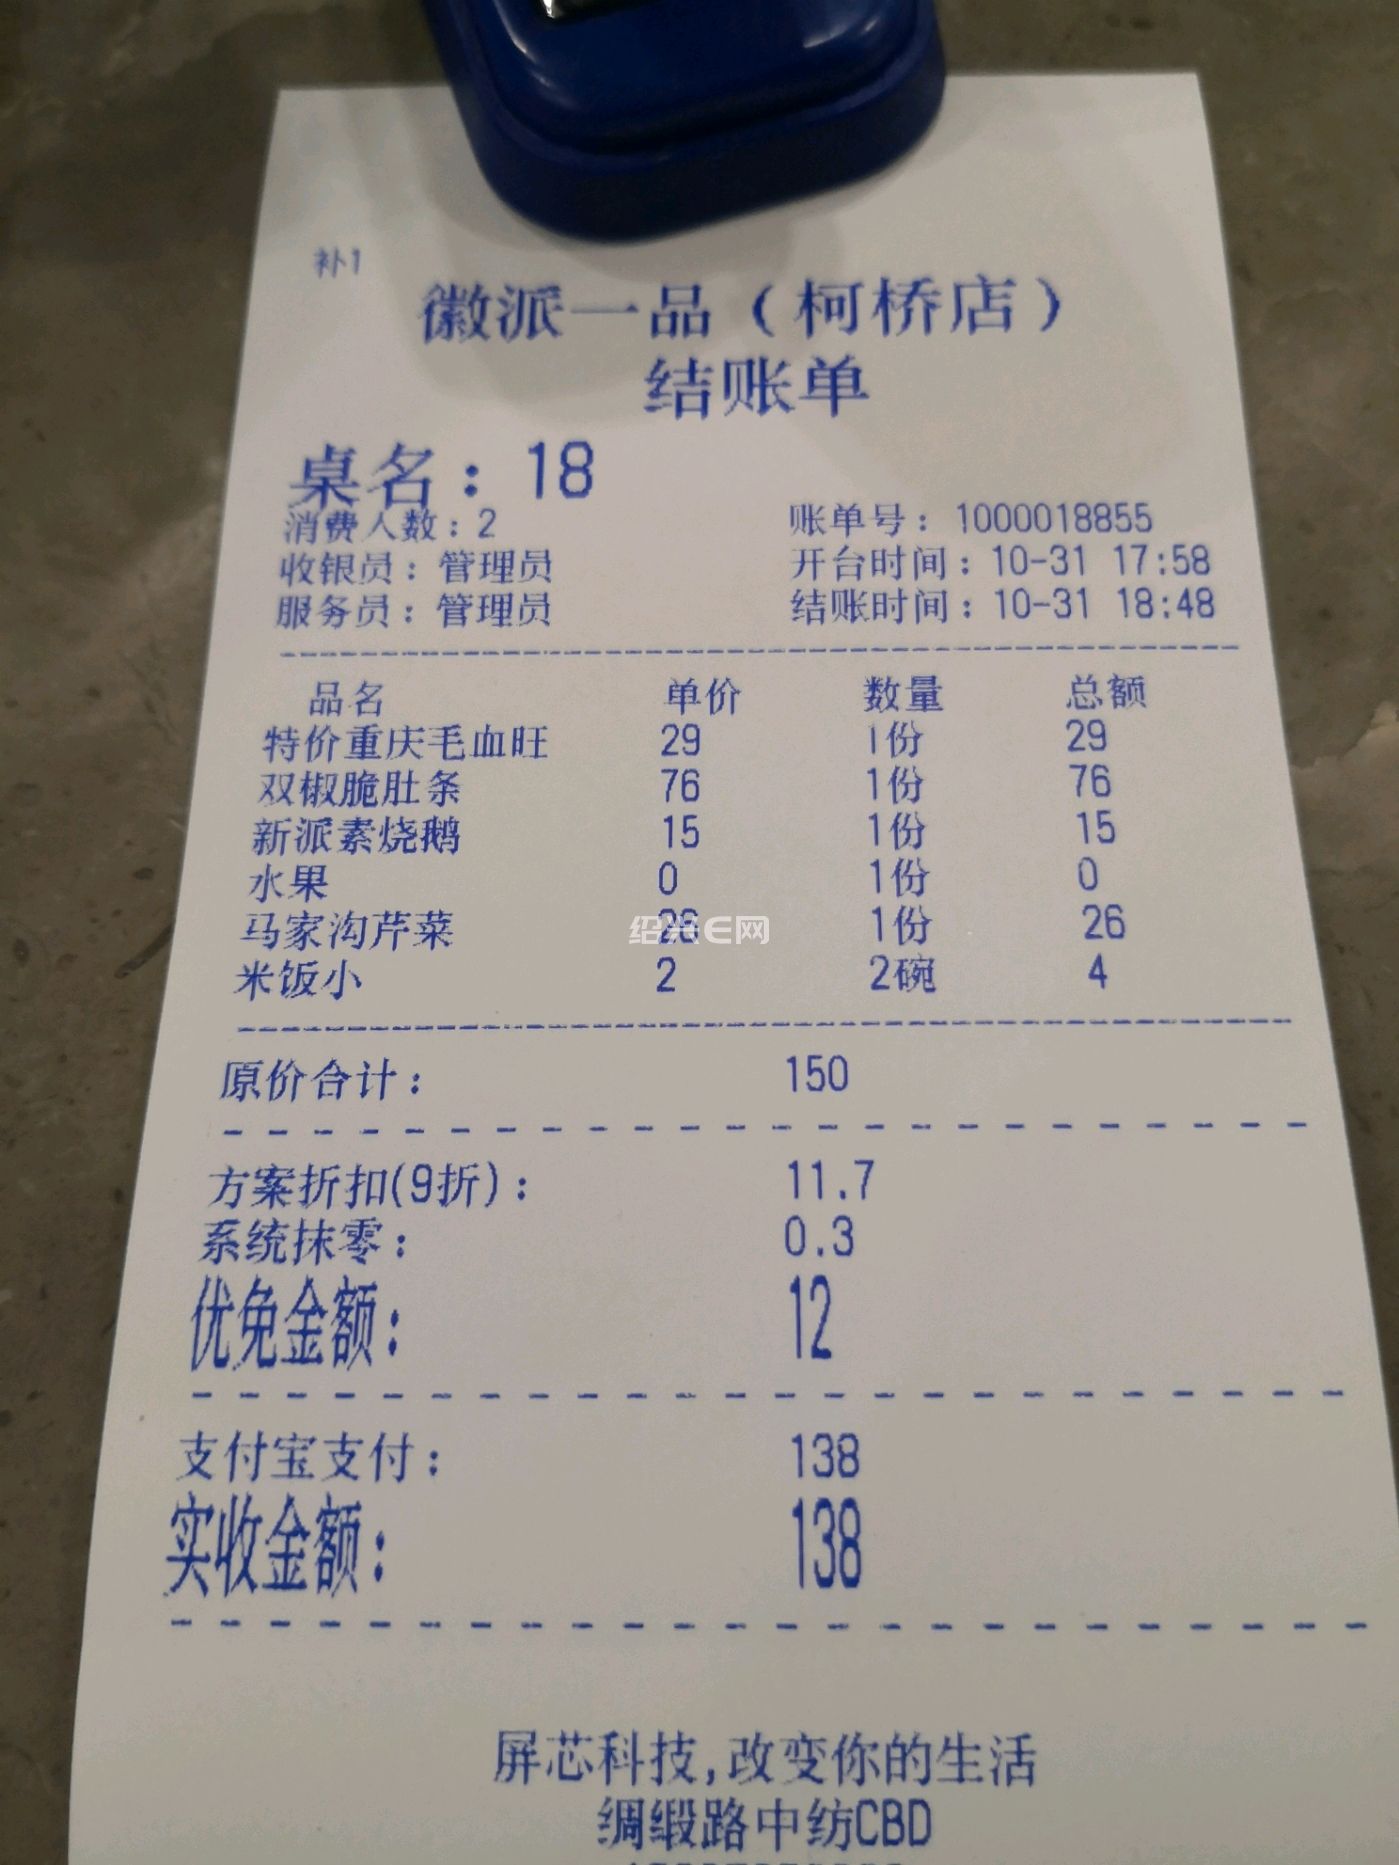 补1
徽派一品（柯桥店）
结账单
桌名：18
消费人数：2 账单号：1000018855
收银员：管理员 开台时间：10-31 17:58
服务员：管理员 结账时间：10-31 18:48
品名 单价 数量 总额
特价重庆毛血旺 29 1份 29
双椒脆肚条 76 1份 76
新派素烧鹅 15 1份 15
水果 0 1份 0
马家沟芹菜 26 1份 26
绍兴E网
米饭小 2 2碗 4
原价合计： 150
方案折扣(9折)： 11.7
系统抹零： 0.3
优免金额： 12
支付宝支付： 138
实收金额： 138
屏芯科技,改变你的生活
绸缎路中纺CBD